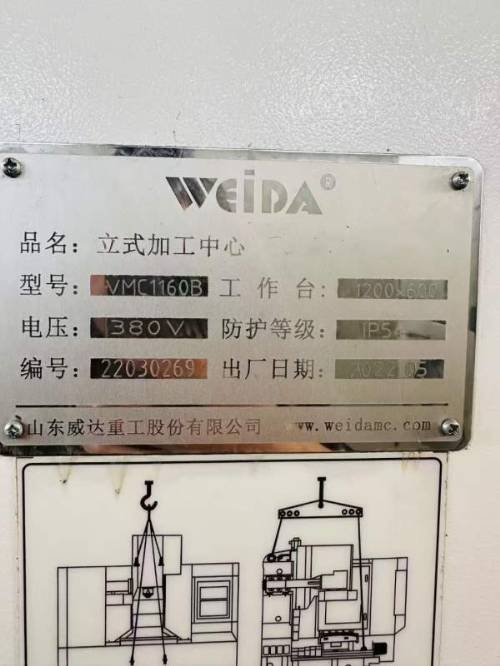 WEIDA®
品名：立式加工中心
型号：VMC1160B 工作台：1200×600
电压：380V 防护等级：IP54
编号：22030269 出厂日期：
山东威达重工股份有限公司 www.weidamc.com